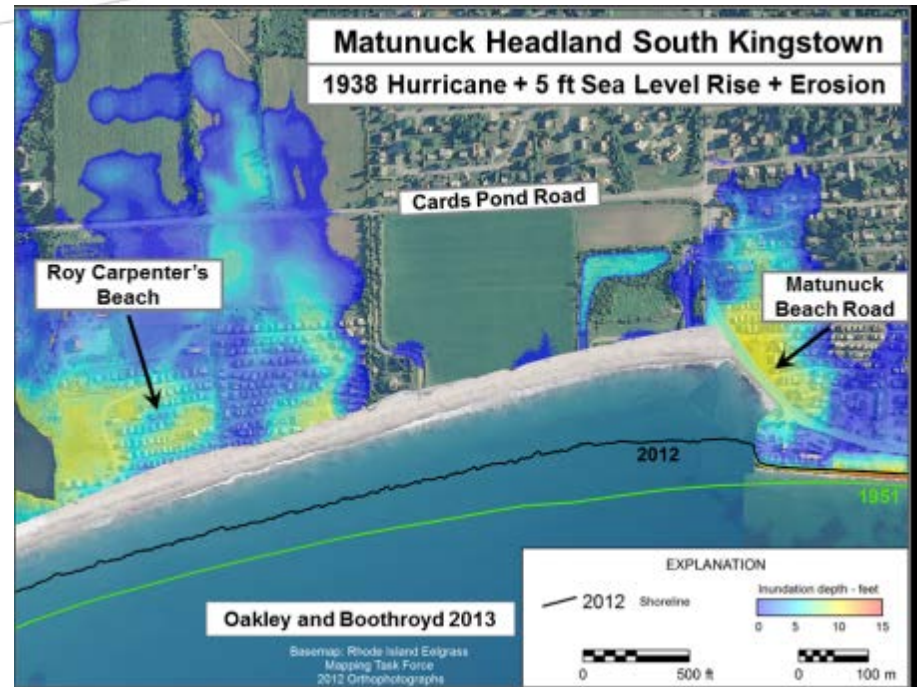 Matunuck Headland South Kingstown
1938 Hurricane + 5 ft Sea Level Rise + Erosion
Cards Pond Road
Roy Carpenter's
Beach
Matunuck
Beach Road
2012
1951
Oakley and Boothroyd 2013
Basemap: Rhode Island Eelgrass
Mapping Task Force
2012 Orthophotographs
EXPLANATION
2012 Shoreline
Inundation depth - feet
0 5 10 15
0 500 ft
0 100 m